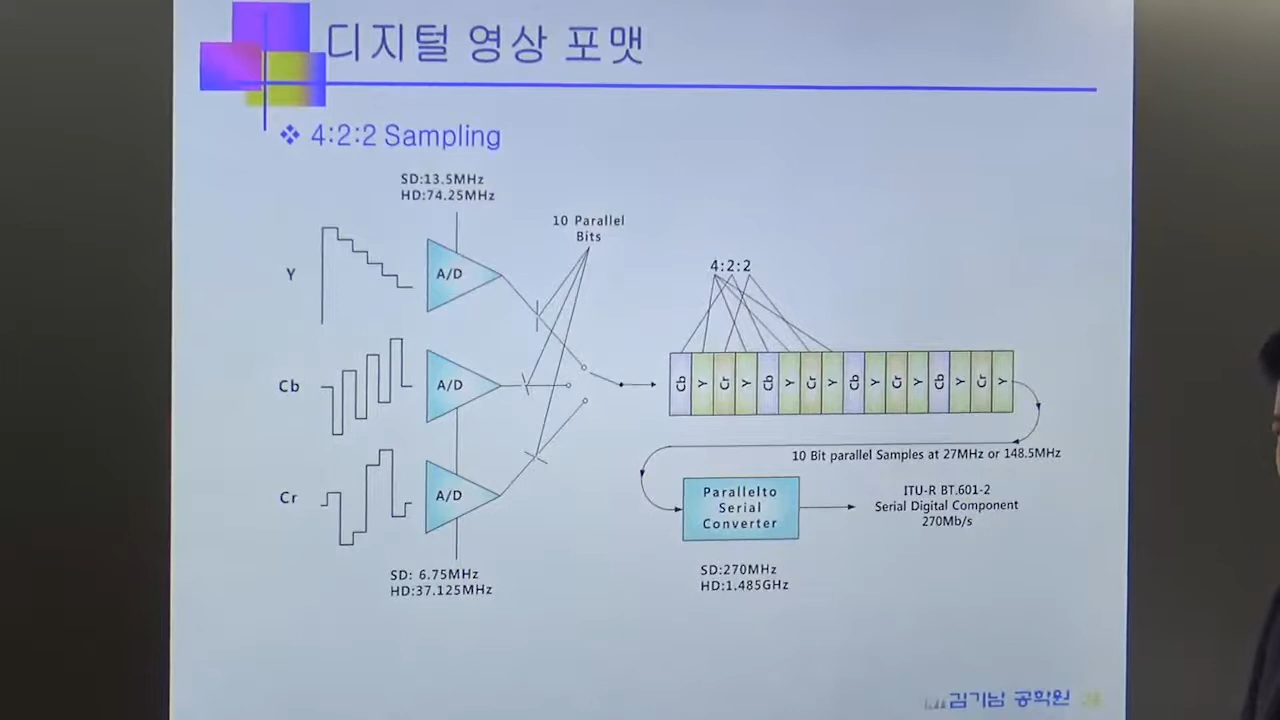 디지털 영상 포맷
❖ 4:2:2 Sampling
SD:13.5MHz
HD:74.25MHz
10 Parallel
Bits
Y
A/D
4:2:2
Cb
A/D
Cb Y Cr Y Cb Y Cr Y Cb Y Cr Y Cb Y Cr Y
10 Bit parallel Samples at 27MHz or 148.5MHz
Cr
A/D
Parallelto
Serial
Converter
ITU-R BT.601-2
Serial Digital Component
270Mb/s
SD: 6.75MHz
HD:37.125MHz
SD:270MHz
HD:1.485GHz
김기남 공학원